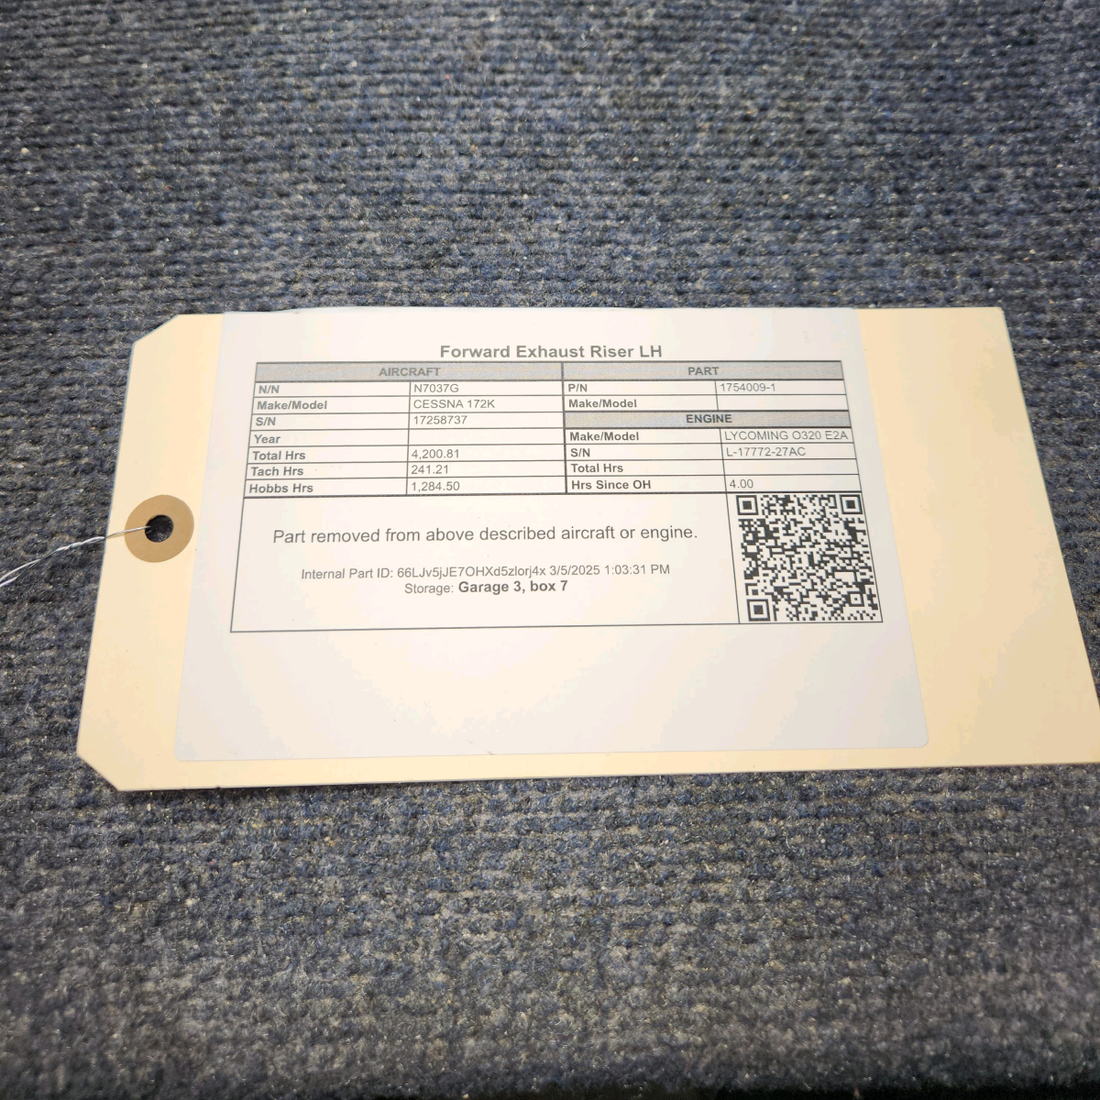 Forward Exhaust Riser LH
AIRCRAFT PART
N/N N7037G P/N 1754009-1
Make/Model CESSNA 172K Make/Model
S/N 17258737 ENGINE
Year Make/Model LYCOMING O320 E2A
Total Hrs 4,200.81 S/N L-17772-27AC
Tach Hrs 241.21 Total Hrs
Hobbs Hrs 1,284.50 Hrs Since OH 4.00
Part removed from above described aircraft or engine.
Internal Part ID: 66LJv5jJE7OHXd5zlorj4x 3/5/2025 1:03:31 PM
Storage: Garage 3, box 7